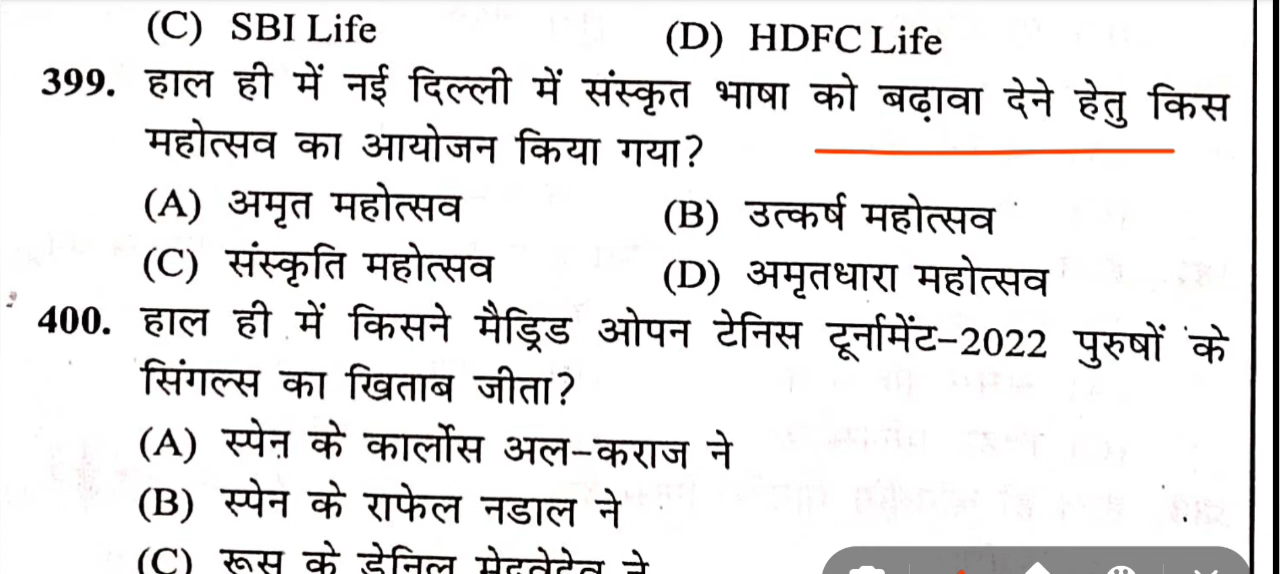 (C) SBI Life (D) HDFC Life
399. हाल ही में नई दिल्ली में संस्कृत भाषा को बढ़ावा देने हेतु किस
महोत्सव का आयोजन किया गया?
(A) अमृत महोत्सव (B) उत्कर्ष महोत्सव
(C) संस्कृति महोत्सव (D) अमृतधारा महोत्सव
400. हाल ही में किसने मैड्रिड ओपन टेनिस टूर्नामेंट-2022 पुरुषों के
सिंगल्स का खिताब जीता?
(A) स्पेन के कार्लोस अल-कराज ने
(B) स्पेन के राफेल नडाल ने
(C) रूस के डेनिल मेदवेदेव ने